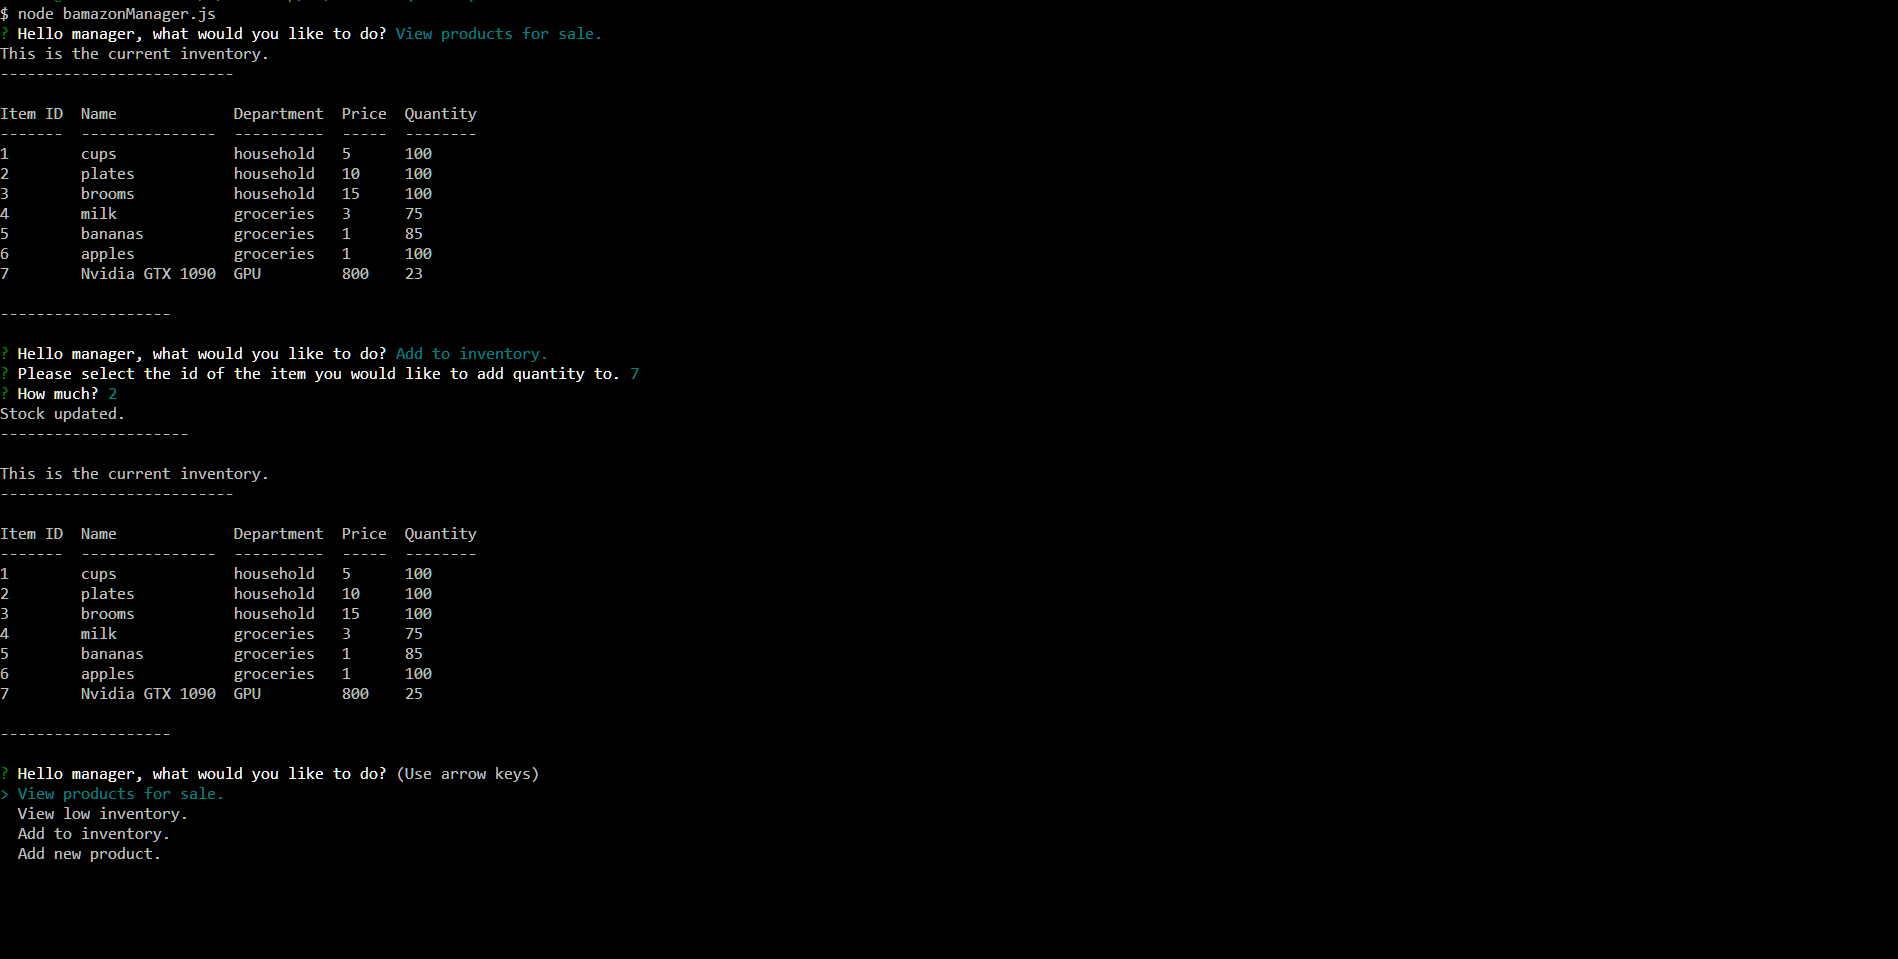 $ node bamazonManager.js
? Hello manager, what would you like to do? View products for sale.
This is the current inventory.
--------------------------
Item ID  Name             Department  Price  Quantity
-------  ---------------  ----------  -----  --------
1        cups             household   5      100
2        plates           household   10     100
3        brooms           household   15     100
4        milk             groceries   3      75
5        bananas          groceries   1      85
6        apples           groceries   1      100
7        Nvidia GTX 1090  GPU         800    23
-------------------
? Hello manager, what would you like to do? Add to inventory.
? Please select the id of the item you would like to add quantity to. 7
? How much? 2
Stock updated.
---------------------
This is the current inventory.
--------------------------
Item ID  Name             Department  Price  Quantity
-------  ---------------  ----------  -----  --------
1        cups             household   5      100
2        plates           household   10     100
3        brooms           household   15     100
4        milk             groceries   3      75
5        bananas          groceries   1      85
6        apples           groceries   1      100
7        Nvidia GTX 1090  GPU         800    25
-------------------
? Hello manager, what would you like to do? (Use arrow keys)
> View products for sale.
  View low inventory.
  Add to inventory.
  Add new product.